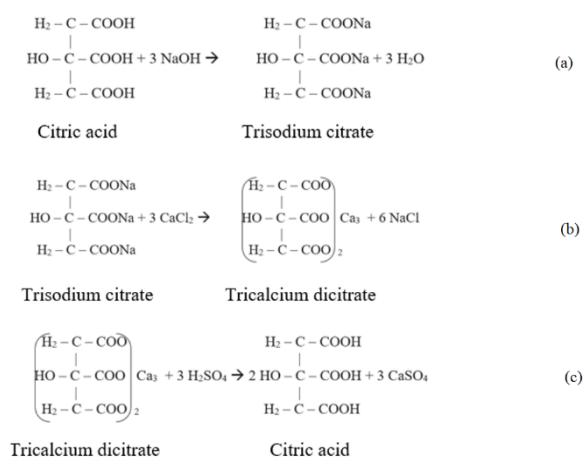 H₂ – C – COOH H₂ – C – COONa
| |
HO – C – COOH + 3 NaOH → HO – C – COONa + 3 H₂O (a)
| |
H₂ – C – COOH H₂ – C – COONa
Citric acid Trisodium citrate
H₂ – C – COONa H₂ – C – COO
| |
HO – C – COONa + 3 CaCl₂ → HO – C – COO Ca₃ + 6 NaCl (b)
| |
H₂ – C – COONa H₂ – C – COO ₂
Trisodium citrate Tricalcium dicitrate
H₂ – C – COO H₂ – C – COOH
| |
HO – C – COO Ca₃ + 3 H₂SO₄ → 2 HO – C – COOH + 3 CaSO₄ (c)
| |
H₂ – C – COO ₂ H₂ – C – COOH
Tricalcium dicitrate Citric acid